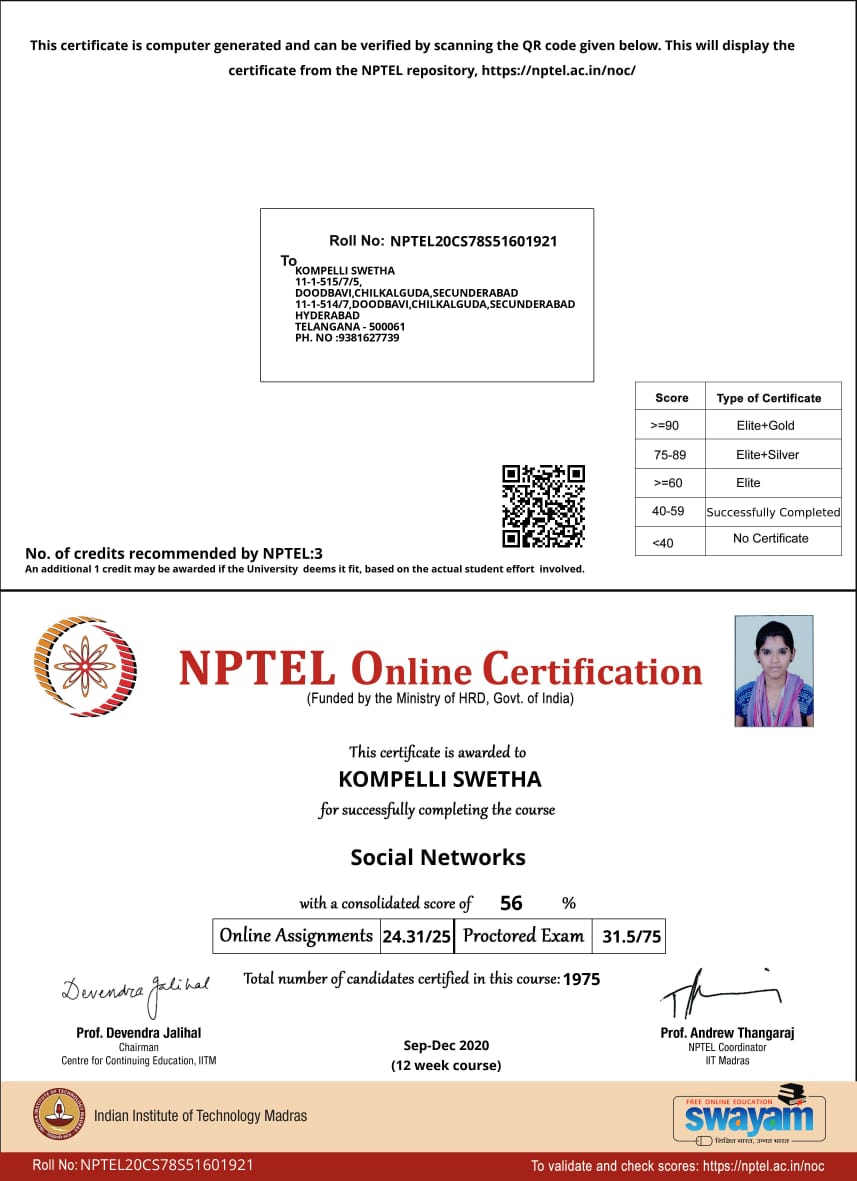 This certificate is computer generated and can be verified by scanning the QR code given below. This will display the
certificate from the NPTEL repository, https://nptel.ac.in/noc/
Roll No: NPTEL20CS78S51601921
To
KOMPELLI SWETHA
11-1-515/7/5,
DOODBAVI,CHILKALGUDA,SECUNDERABAD
11-1-514/7,DOODBAVI,CHILKALGUDA,SECUNDERABAD
HYDERABAD
TELANGANA - 500061
PH. NO :9381627739
Score Type of Certificate
>=90 Elite+Gold
75-89 Elite+Silver
>=60 Elite
40-59 Successfully Completed
<40 No Certificate
No. of credits recommended by NPTEL:3
An additional 1 credit may be awarded if the University deems it fit, based on the actual student effort involved.
NPTEL Online Certification
(Funded by the Ministry of HRD, Govt. of India)
This certificate is awarded to
KOMPELLI SWETHA
for successfully completing the course
Social Networks
with a consolidated score of 56 %
Online Assignments 24.31/25 Proctored Exam 31.5/75
Total number of candidates certified in this course: 1975
Devendra Jalihal
Prof. Devendra Jalihal
Chairman
Centre for Continuing Education, IITM
Sep-Dec 2020
(12 week course)
Prof. Andrew Thangaraj
NPTEL Coordinator
IIT Madras
Indian Institute of Technology Madras
FREE ONLINE EDUCATION
swayam
शिक्षित भारत, उन्नत भारत
Roll No: NPTEL20CS78S51601921
To validate and check scores: https://nptel.ac.in/noc